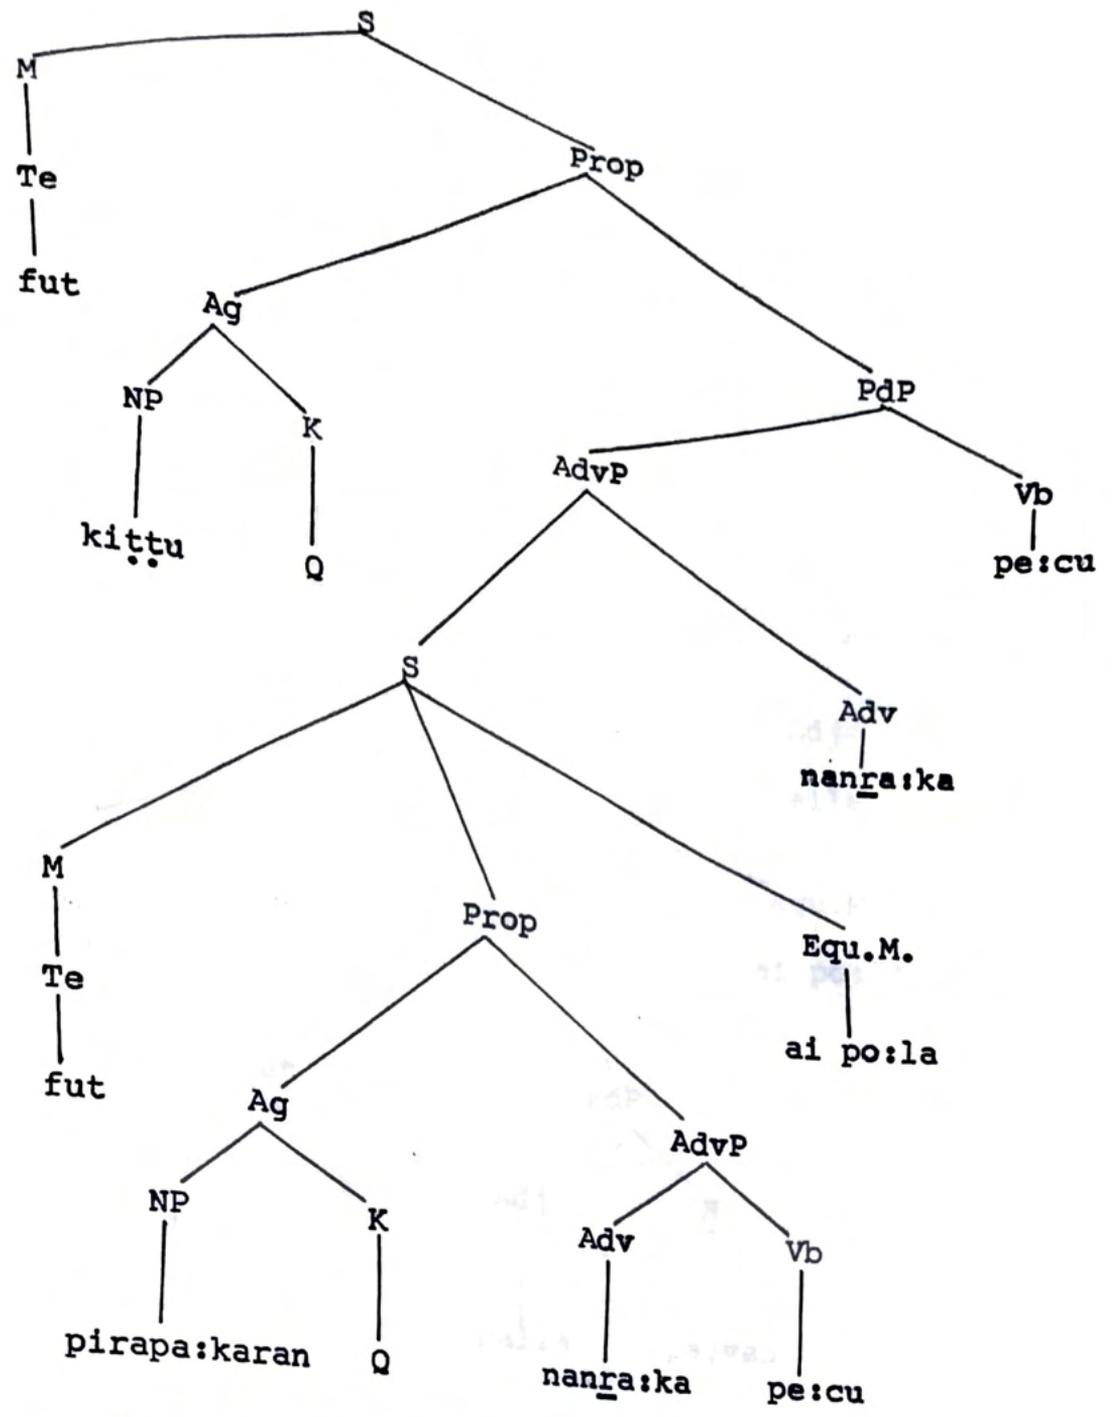 S
M
Prop
Te
fut
Ag
PdP
NP
K
AdvP
Vb
kiṭṭu
Q
pe:cu
S
Adv
nanṟa:ka
M
Prop
Equ.M.
Te
ai po:la
fut
Ag
AdvP
NP
K
Adv
Vb
pirapa:karan
Q
nanṟa:ka
pe:cu